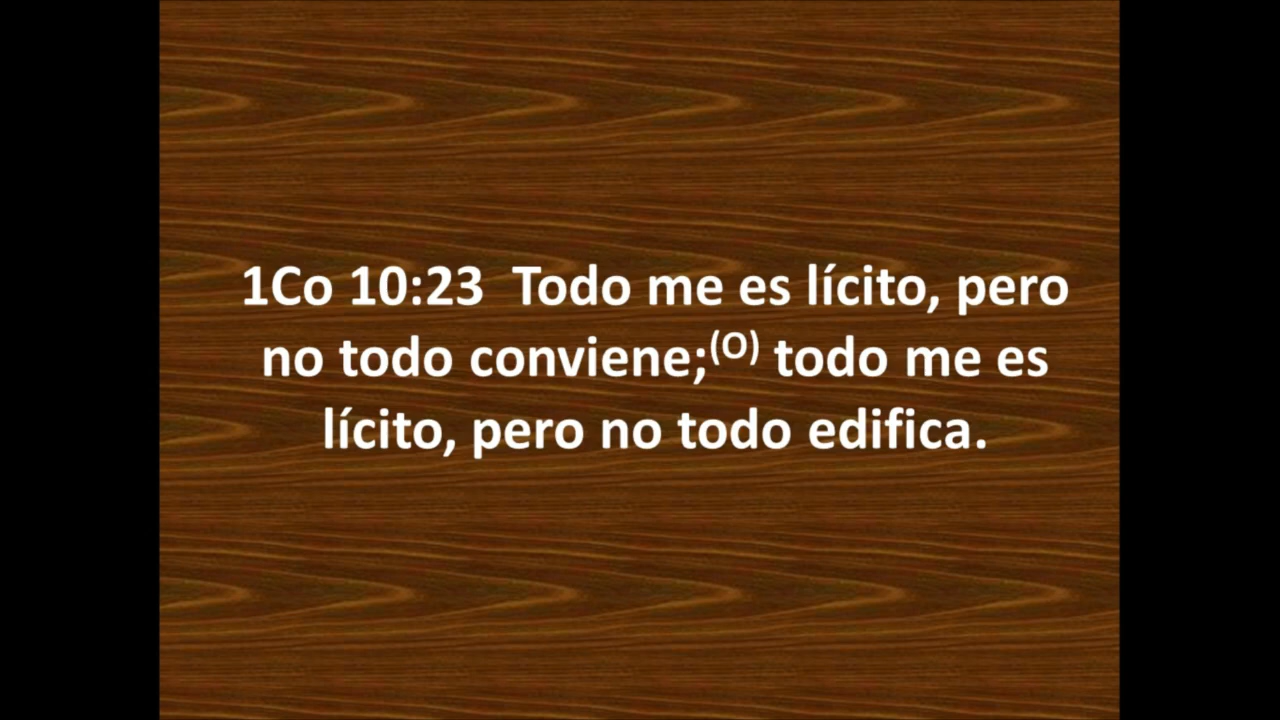 1Co 10:23  Todo me es lícito, pero
no todo conviene;(O) todo me es
lícito, pero no todo edifica.